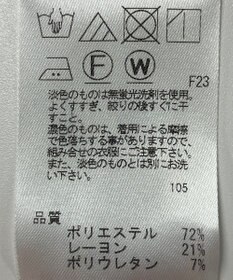 F
W
F23
淡色のものは無蛍光洗剤を使用。
よくすすぎ、絞りの後すぐに干
すこと。
濃色のものは、着用による摩擦
で色落ちする事がありますので、
組み合せの衣服にご注意下さい。
また、淡色のものとは別にお洗
い下さい。
105
品質
ポリエステル 72%
レーヨン 21%
ポリウレタン 7%